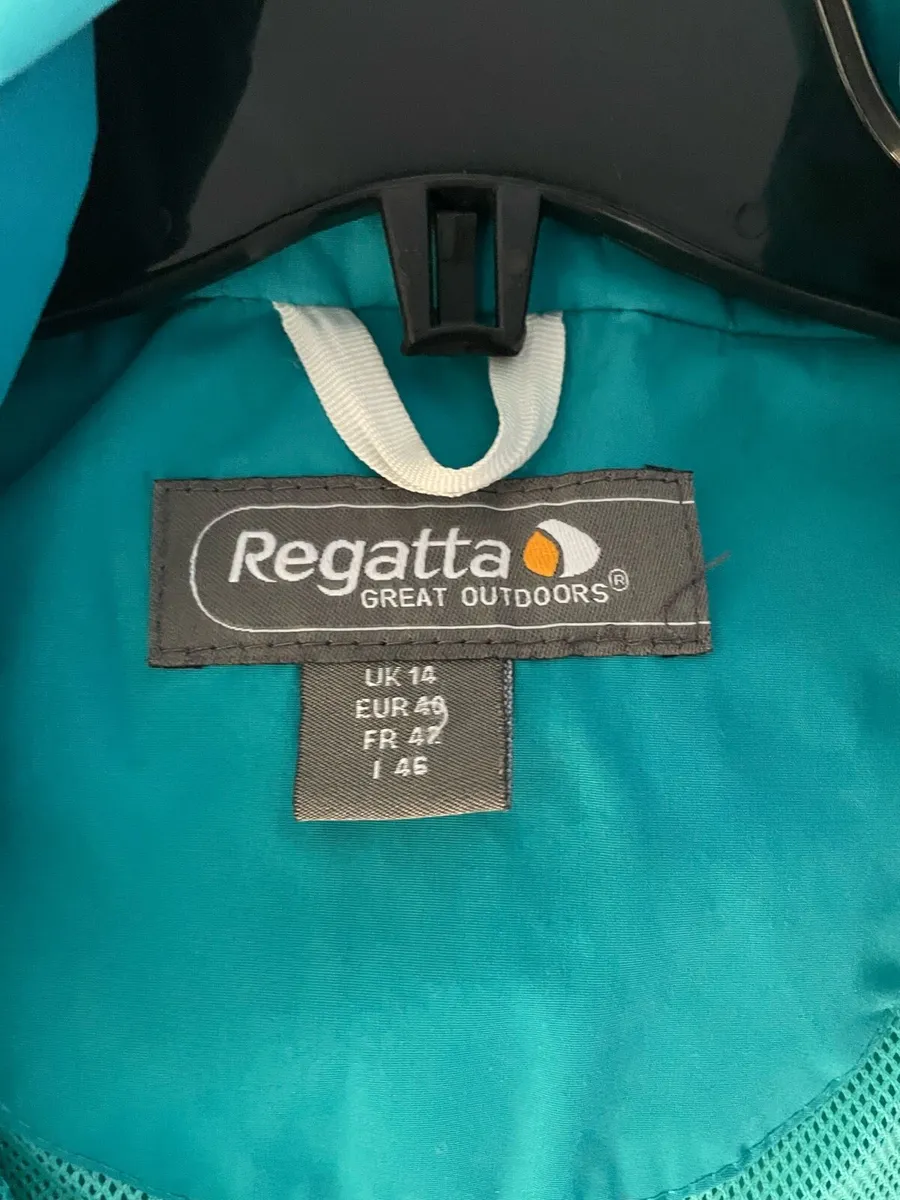 Regatta
GREAT OUTDOORS®
UK 14
EUR 40
FR 42
I 46